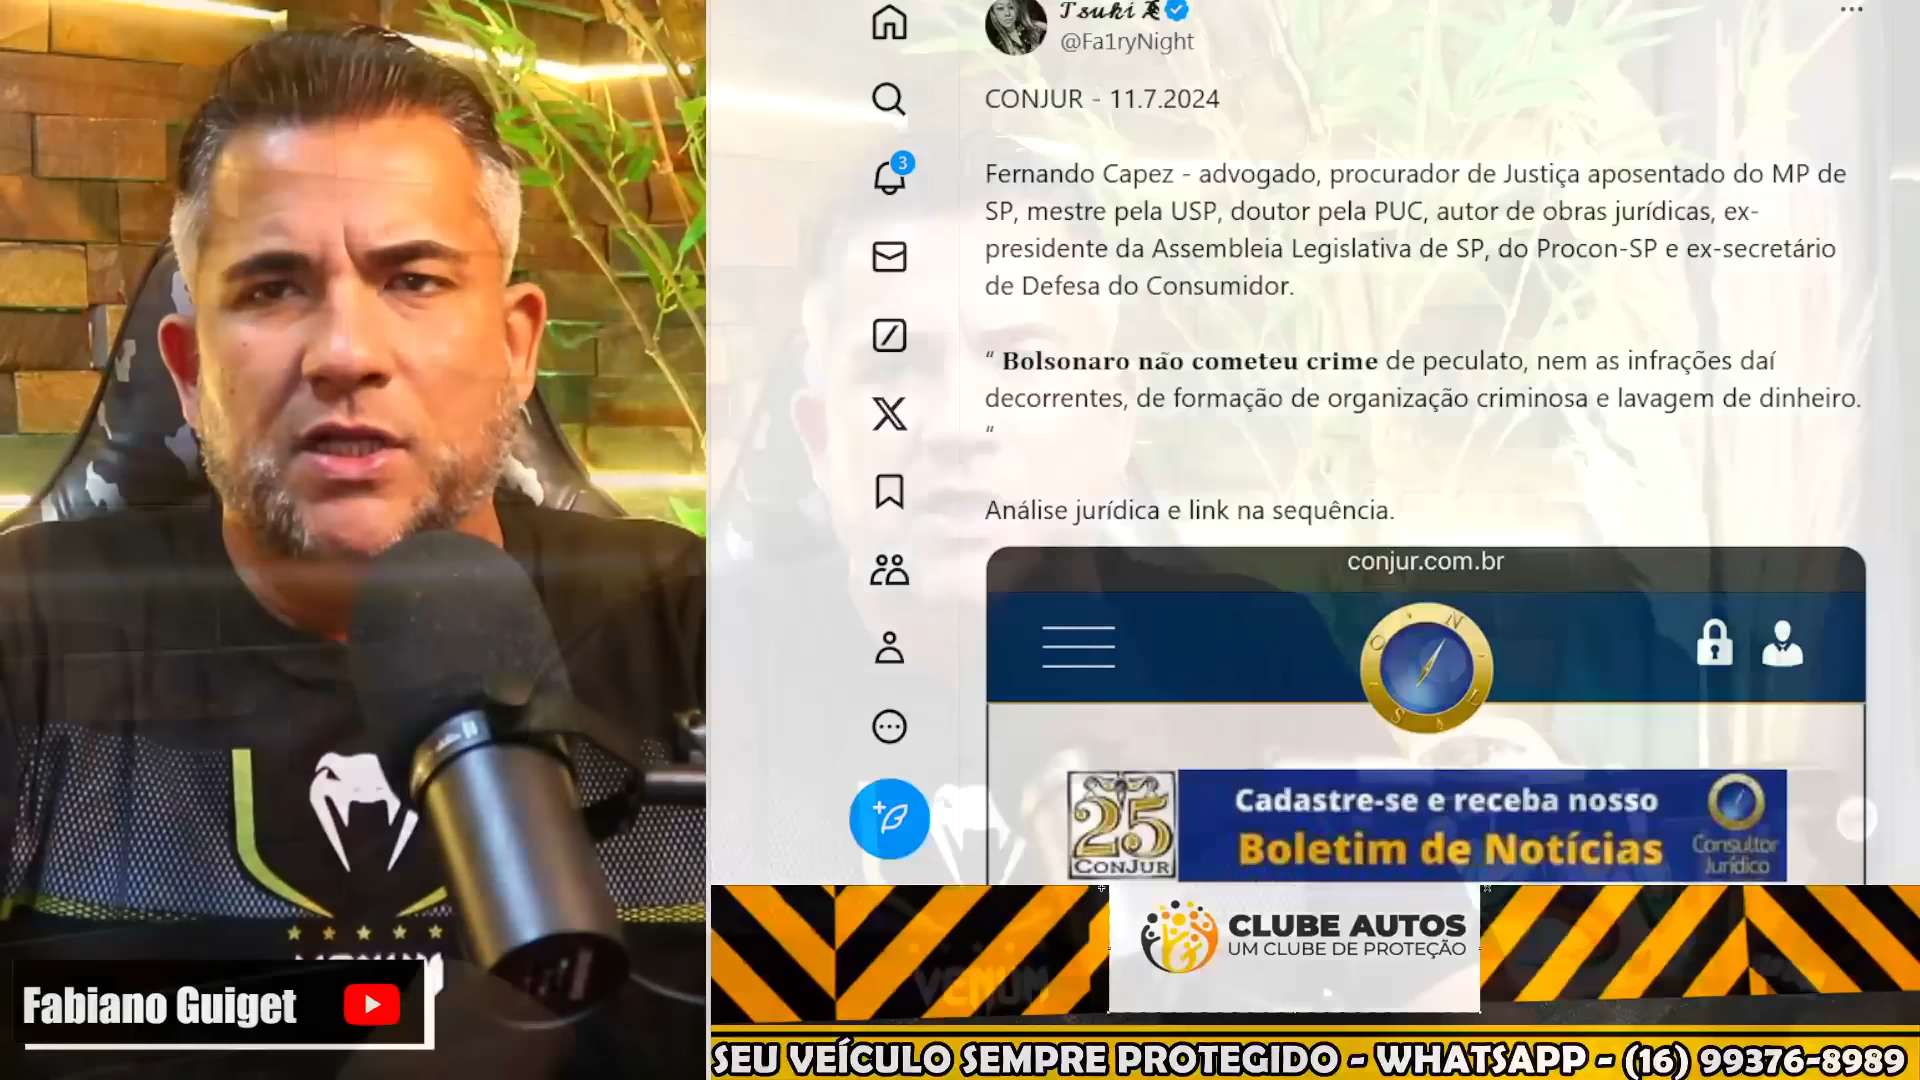 Tsuki
@Fa1ryNight
3
CONJUR - 11.7.2024
Fernando Capez - advogado, procurador de Justiça aposentado do MP de
SP, mestre pela USP, doutor pela PUC, autor de obras jurídicas, ex-
presidente da Assembleia Legislativa de SP, do Procon-SP e ex-secretário
de Defesa do Consumidor.
“ Bolsonaro não cometeu crime de peculato, nem as infrações daí
decorrentes, de formação de organização criminosa e lavagem de dinheiro.
“
Análise jurídica e link na sequência.
conjur.com.br
Cadastre-se e receba nosso
Boletim de Notícias
25
CONJUR
Consultor
Jurídico
CLUBE AUTOS
UM CLUBE DE PROTEÇÃO
VENUM
Fabiano Guiget
SEU VEÍCULO SEMPRE PROTEGIDO - WHATSAPP - (16) 99376-8989